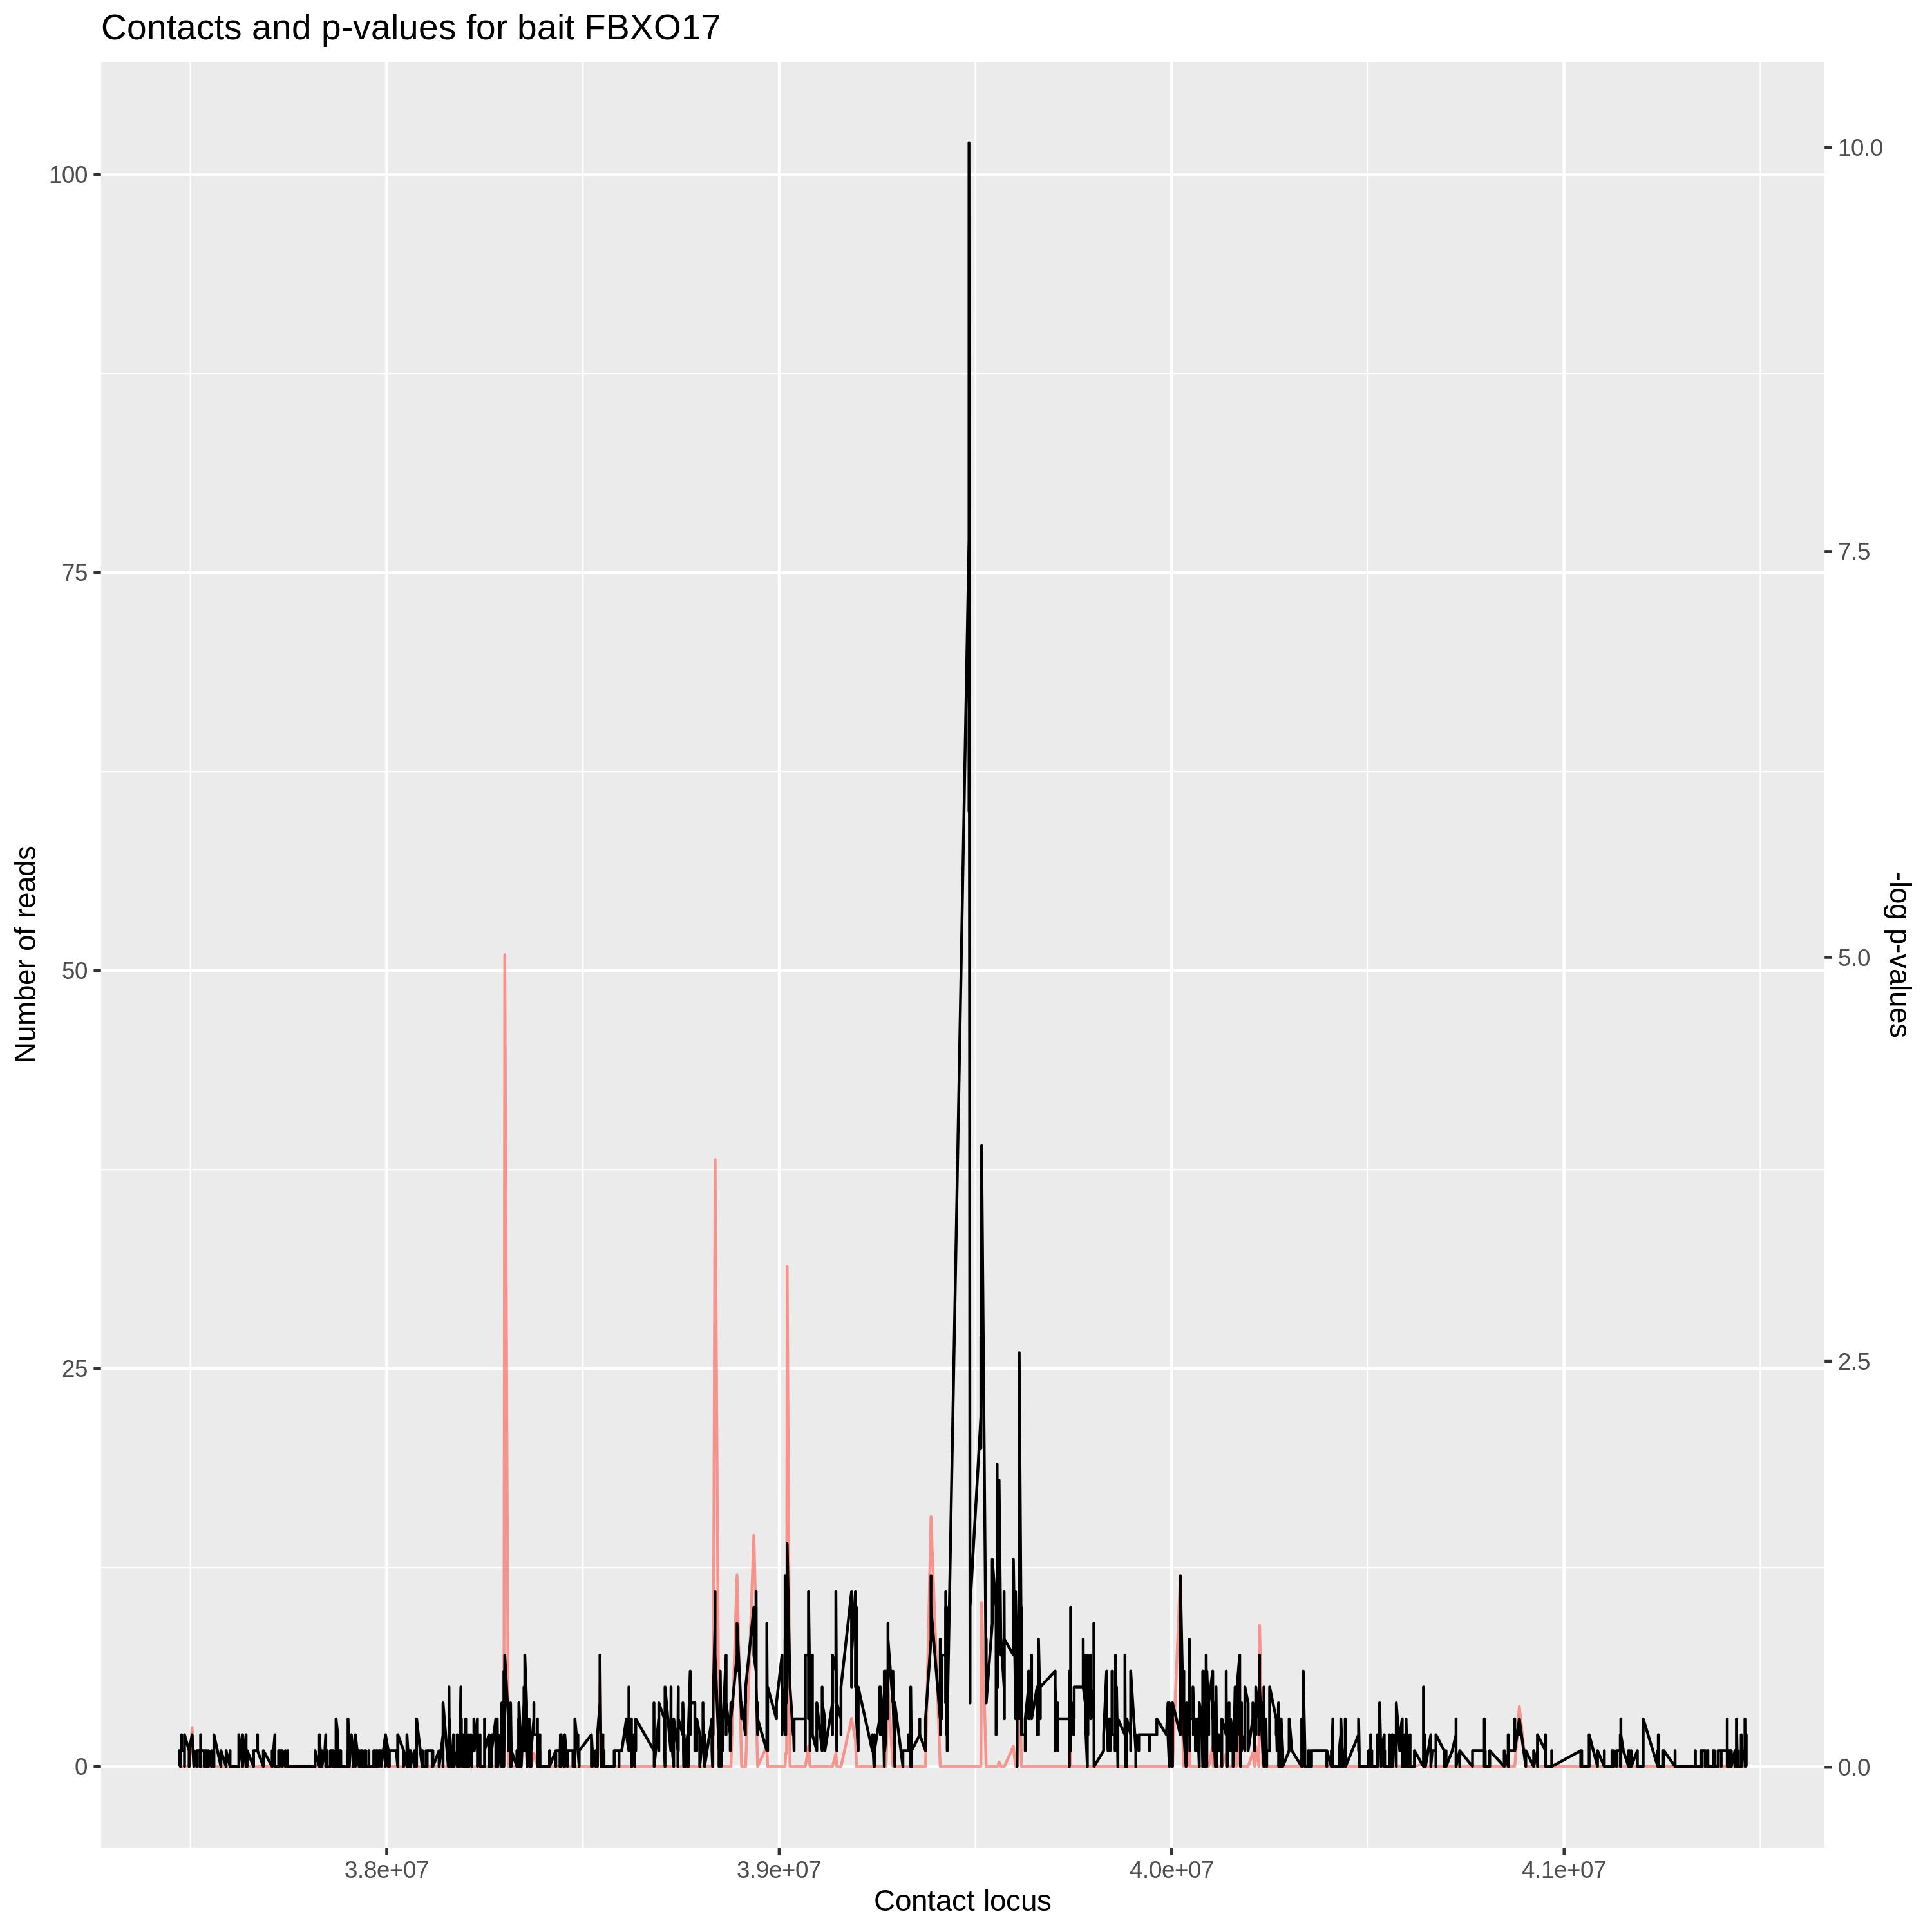 Contacts and p-values for bait FBXO17
100
75
50
25
0
10.0
7.5
5.0
2.5
0.0
Number of reads
-log p-values
3.8e+07
3.9e+07
4.0e+07
4.1e+07
Contact locus